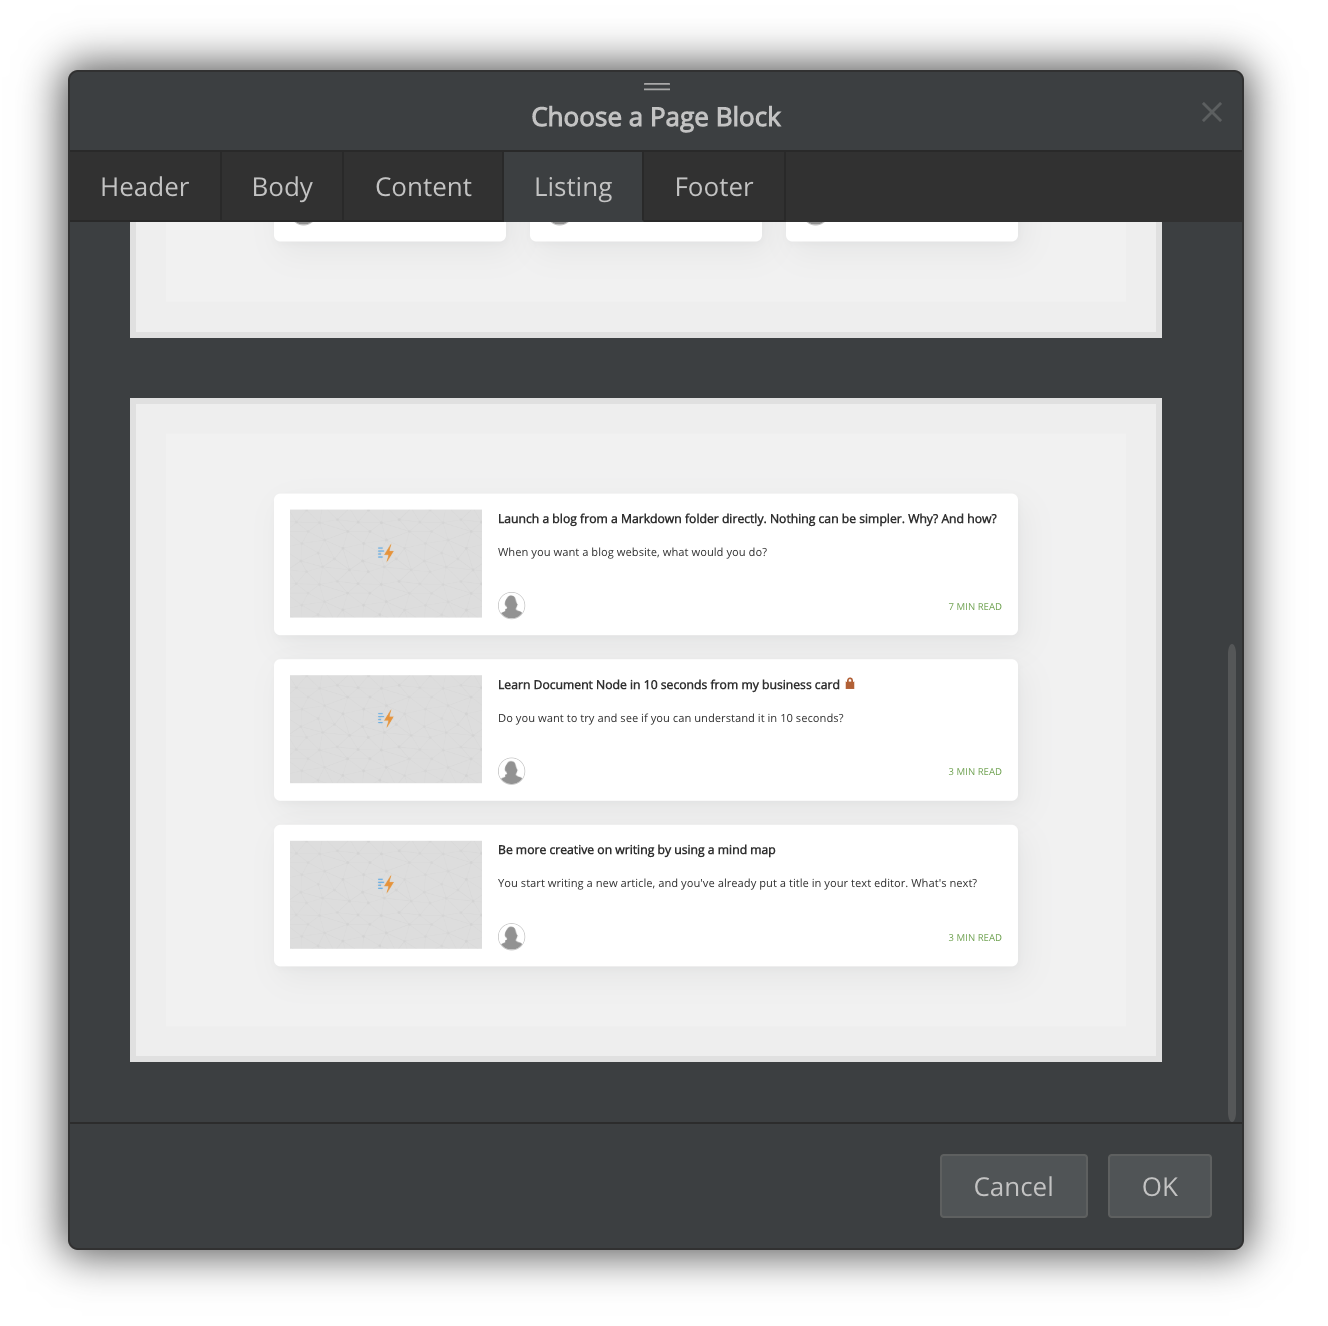 Choose a Page Block
Header
Body
Content
Listing
Footer
Launch a blog from a Markdown folder directly. Nothing can be simpler. Why? And how?
When you want a blog website, what would you do?
7 MIN READ
Learn Document Node in 10 seconds from my business card
Do you want to try and see if you can understand it in 10 seconds?
3 MIN READ
Be more creative on writing by using a mind map
You start writing a new article, and you've already put a title in your text editor. What's next?
3 MIN READ
Cancel
OK